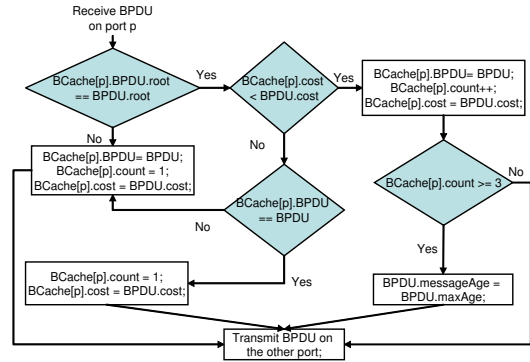 Receive BPDU
on port p
BCache[p].BPDU.root
== BPDU.root
Yes
BCache[p].cost
< BPDU.cost
Yes
BCache[p].BPDU= BPDU;
BCache[p].count++;
BCache[p].cost = BPDU.cost;
No
No
BCache[p].BPDU= BPDU;
BCache[p].count = 1;
BCache[p].cost = BPDU.cost;
BCache[p].count >= 3
No
BCache[p].BPDU
== BPDU
No
Yes
Yes
BCache[p].count = 1;
BCache[p].cost = BPDU.cost;
BPDU.messageAge =
BPDU.maxAge;
Transmit BPDU on
the other port;